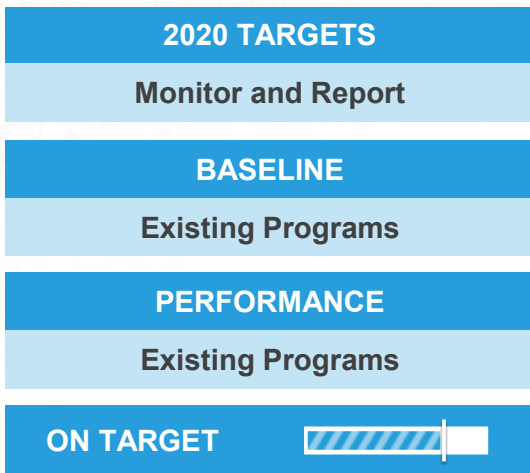 2020 TARGETS
Monitor and Report
BASELINE
Existing Programs
PERFORMANCE
Existing Programs
ON TARGET